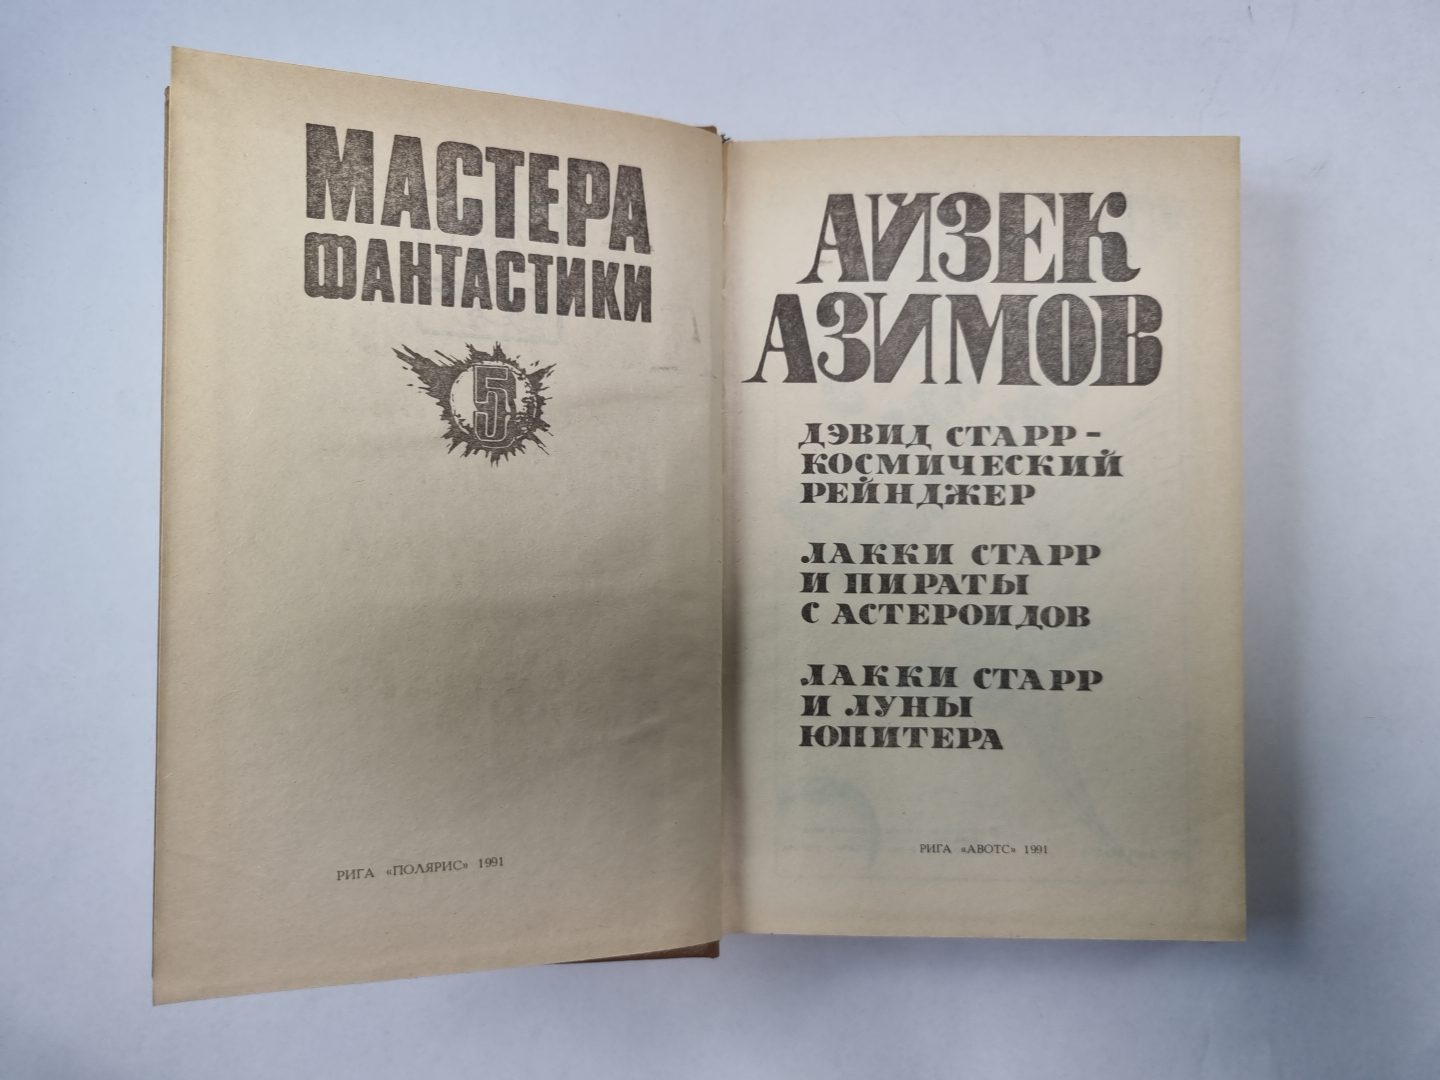 МАСТЕРА
ФАНТАСТИКИ
5
РИГА «ПОЛЯРИС» 1991
АЙЗЕК
АЗИМОВ
ДЭВИД СТАРР -
КОСМИЧЕСКИЙ
РЕЙНДЖЕР
ЛАККИ СТАРР
И ПИРАТЫ
С АСТЕРОИДОВ
ЛАККИ СТАРР
И ЛУНЫ
ЮПИТЕРА
РИГА «АВОТС» 1991